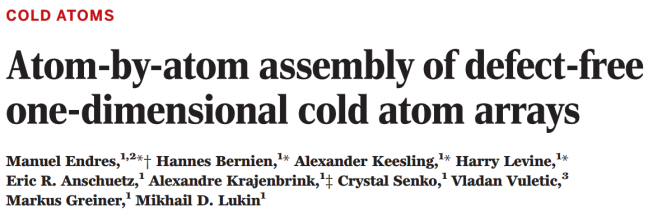 COLD ATOMS
Atom-by-atom assembly of defect-free
one-dimensional cold atom arrays
Manuel Endres,¹,²*† Hannes Bernien,¹* Alexander Keesling,¹* Harry Levine,¹*
Eric R. Anschuetz,¹ Alexandre Krajenbrink,¹‡ Crystal Senko,¹ Vladan Vuletic,³
Markus Greiner,¹ Mikhail D. Lukin¹